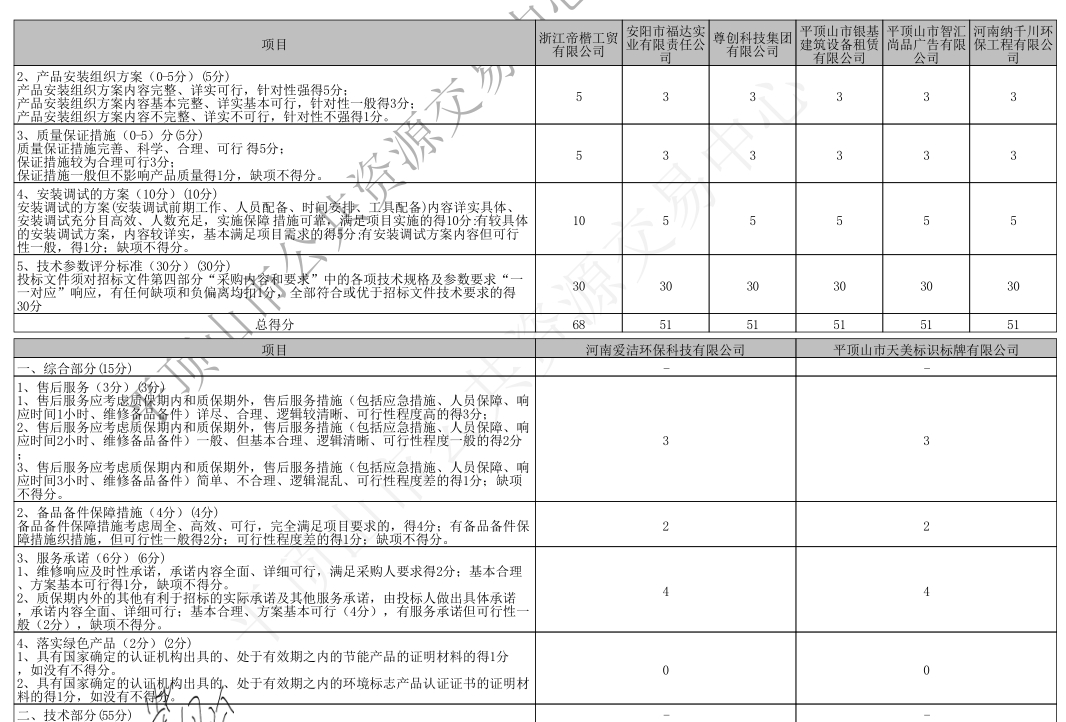 项目 浙江帝楷工贸有限公司 安阳市福达实业有限责任公司 尊创科技集团有限公司 平顶山市银基建筑设备租赁有限公司 平顶山市智汇尚品广告有限公司 河南纳千川环保工程有限公司
2、产品安装组织方案（0-5分）(5分)
产品安装组织方案内容完整、详实可行，针对性强得5分；
产品安装组织方案内容基本完整、详实基本可行，针对性一般得3分；
产品安装组织方案内容不完整、详实不可行，针对性不强得1分。
5 3 3 3 3 3
3、质量保证措施（0-5）分(5分)
质量保证措施完善、科学、合理、可行 得5分；
保证措施较为合理可行3分；
保证措施一般但不影响产品质量得1分，缺项不得分。
5 3 3 3 3 3
4、安装调试的方案（10分）(10分)
安装调试的方案(安装调试前期工作、人员配备、时间安排、工具配备)内容详实具体、
安装调试充分目高效、人数充足，实施保障 措施可靠，满足项目实施的得10分;有较具体
的安装调试方案，内容较详实，基本满足项目需求的得5分;有安装调试方案内容但可行
性一般，得1分；缺项不得分。
10 5 5 5 5 5
5、技术参数评分标准（30分）(30分)
投标文件须对招标文件第四部分“采购内容和要求”中的各项技术规格及参数要求“一
一对应”响应，有任何缺项和负偏离均扣1分，全部符合或优于招标文件技术要求的得
30分
30 30 30 30 30 30
总得分 68 51 51 51 51 51
项目 河南爱洁环保科技有限公司 平顶山市天美标识标牌有限公司
一、综合部分(15分) - -
1、售后服务（3分）(3分)
1、售后服务应考虑质保期内和质保期外，售后服务措施（包括应急措施、人员保障、响
应时间1小时、维修备品备件）详尽、合理、逻辑较清晰、可行性程度高的得3分；
2、售后服务应考虑质保期内和质保期外，售后服务措施（包括应急措施、人员保障、响
应时间2小时、维修备品备件）一般、但基本合理、逻辑清晰、可行性程度一般的得2分
；
3、售后服务应考虑质保期内和质保期外，售后服务措施（包括应急措施、人员保障、响
应时间3小时、维修备品备件）简单、不合理、逻辑混乱、可行性程度差的得1分；缺项
不得分。
3 3
2、备品备件保障措施（4分）(4分)
备品备件保障措施考虑周全、高效、可行，完全满足项目要求的，得4分；有备品备件保
障措施织措施，但可行性一般得2分；可行性程度差的得1分；缺项不得分。
2 2
3、服务承诺（6分）(6分)
1、维修响应及时性承诺，承诺内容全面、详细可行，满足采购人要求得2分；基本合理
、方案基本可行得1分，缺项不得分。
2、质保期内外的其他有利于招标的实际承诺及其他服务承诺，由投标人做出具体承诺
，承诺内容全面、详细可行；基本合理、方案基本可行（4分），有服务承诺但可行性一
般（2分），缺项不得分。
4 4
4、落实绿色产品（2分）(2分)
1、具有国家确定的认证机构出具的、处于有效期之内的节能产品的证明材料的得1分
，如没有不得分。
2、具有国家确定的认证机构出具的、处于有效期之内的环境标志产品认证证书的证明材
料的得1分，如没有不得分。
0 0
二、技术部分(55分) - -
平顶山市公共资源交易中心
平顶山市公共资源交易中心